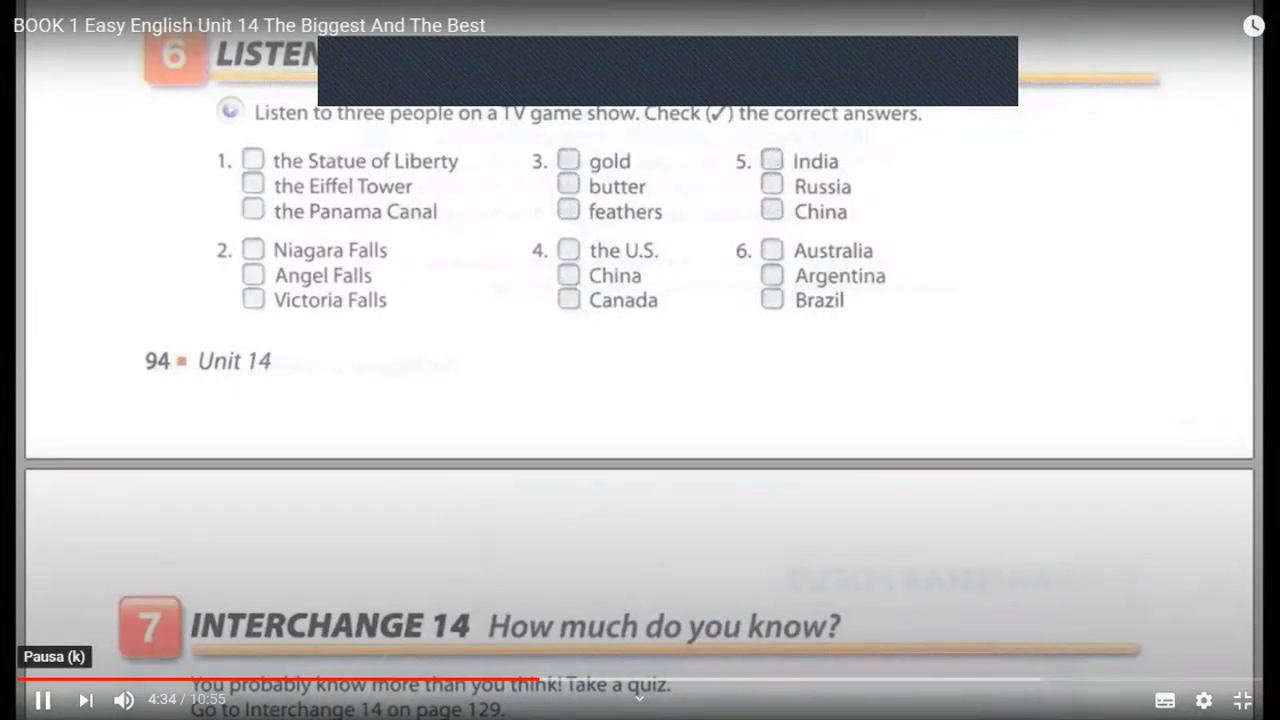 BOOK 1 Easy English Unit 14 The Biggest And The Best
6
Listen to three people on a TV game show. Check (✓) the correct answers.
1. the Statue of Liberty
the Eiffel Tower
the Panama Canal
2. Niagara Falls
Angel Falls
Victoria Falls
3. gold
butter
feathers
4. the U.S.
China
Canada
5. India
Russia
China
6. Australia
Argentina
Brazil
94 ▪ Unit 14
7 INTERCHANGE 14 How much do you know?
Pausa (k)
You probably know more than you think! Take a quiz.
Go to Interchange 14 on page 129.
4:34 / 10:55